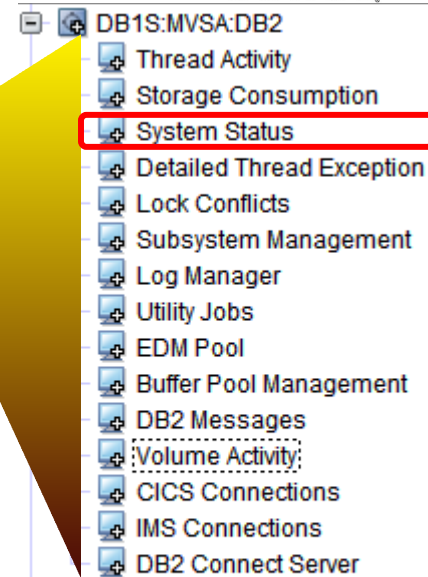 DB1S:MVSA:DB2
Thread Activity
Storage Consumption
System Status
Detailed Thread Exception
Lock Conflicts
Subsystem Management
Log Manager
Utility Jobs
EDM Pool
Buffer Pool Management
DB2 Messages
Volume Activity
CICS Connections
IMS Connections
DB2 Connect Server